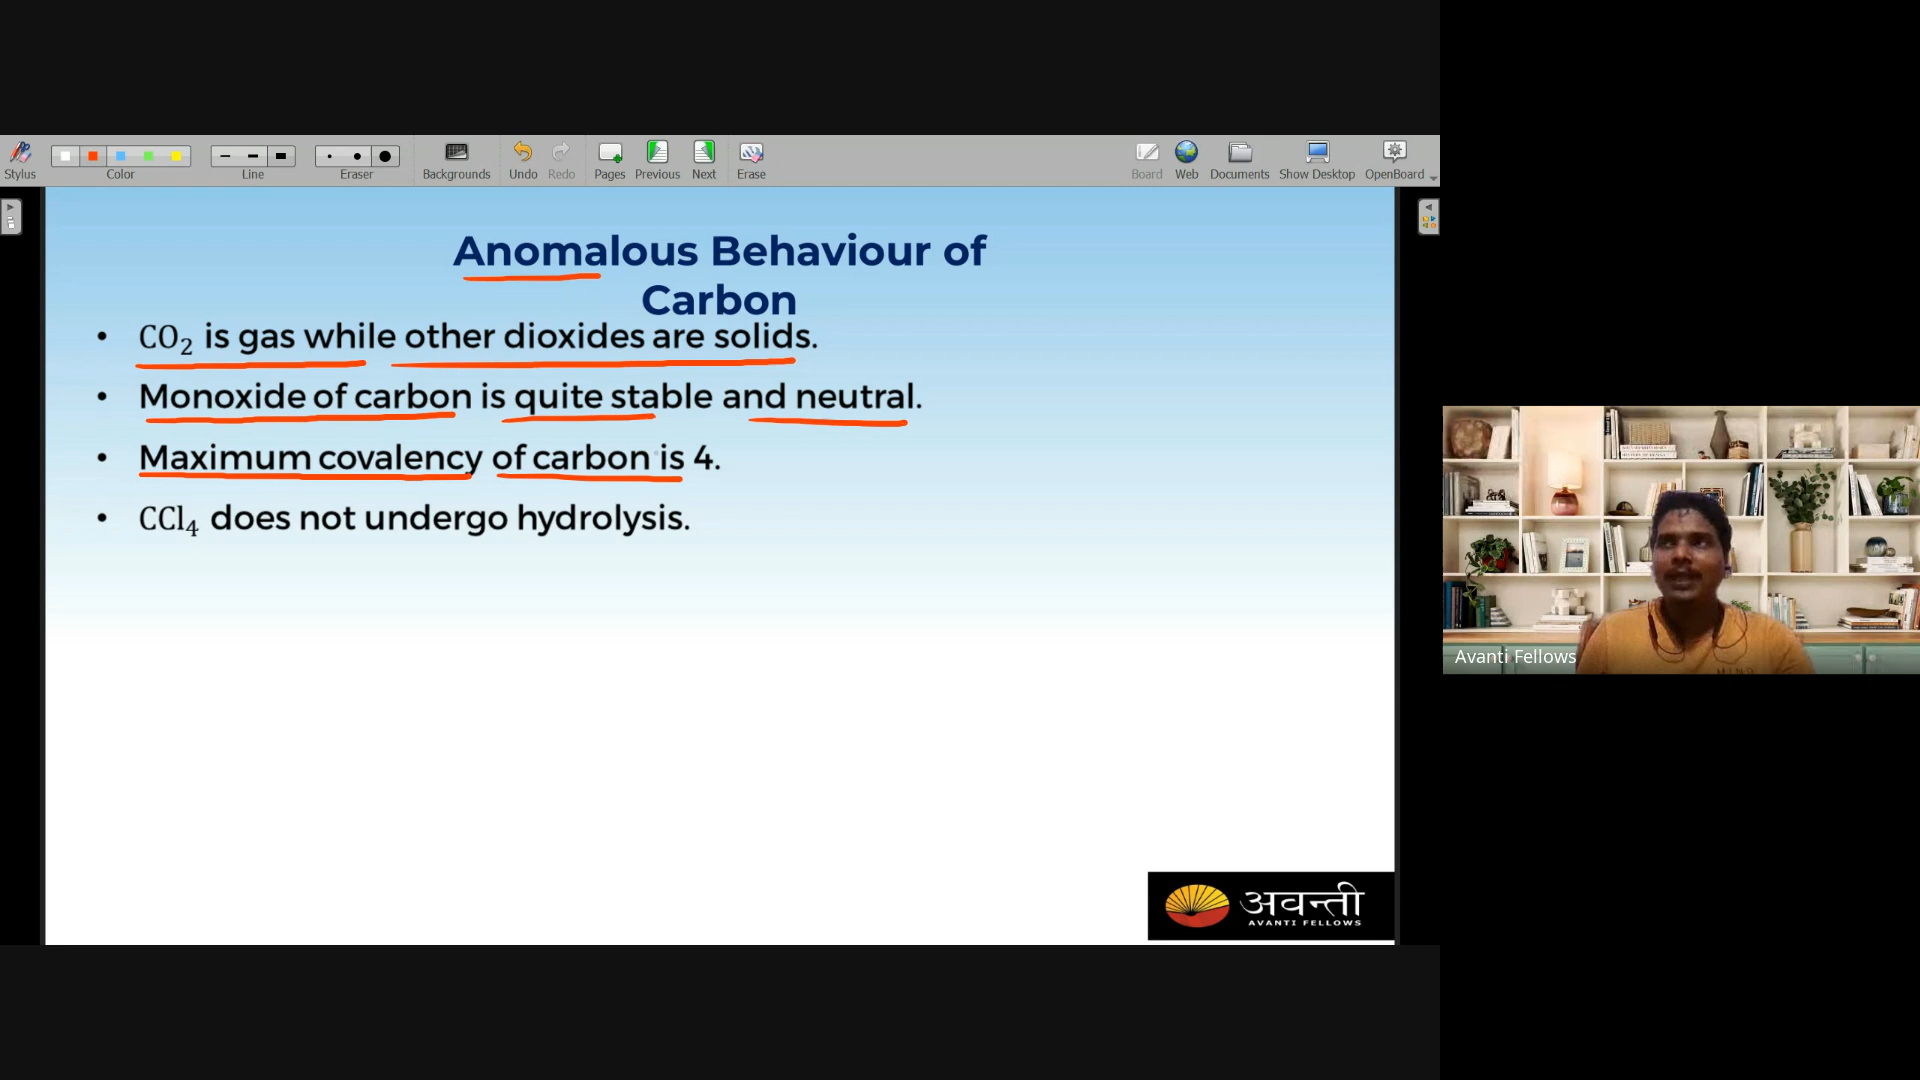 Stylus Color Line Eraser Backgrounds Undo Redo Pages Previous Next Erase Board Web Documents Show Desktop OpenBoard
Anomalous Behaviour of
Carbon
• CO₂ is gas while other dioxides are solids.
• Monoxide of carbon is quite stable and neutral.
• Maximum covalency of carbon is 4.
• CCl₄ does not undergo hydrolysis.
Avanti Fellows
अवन्ती
AVANTI FELLOWS